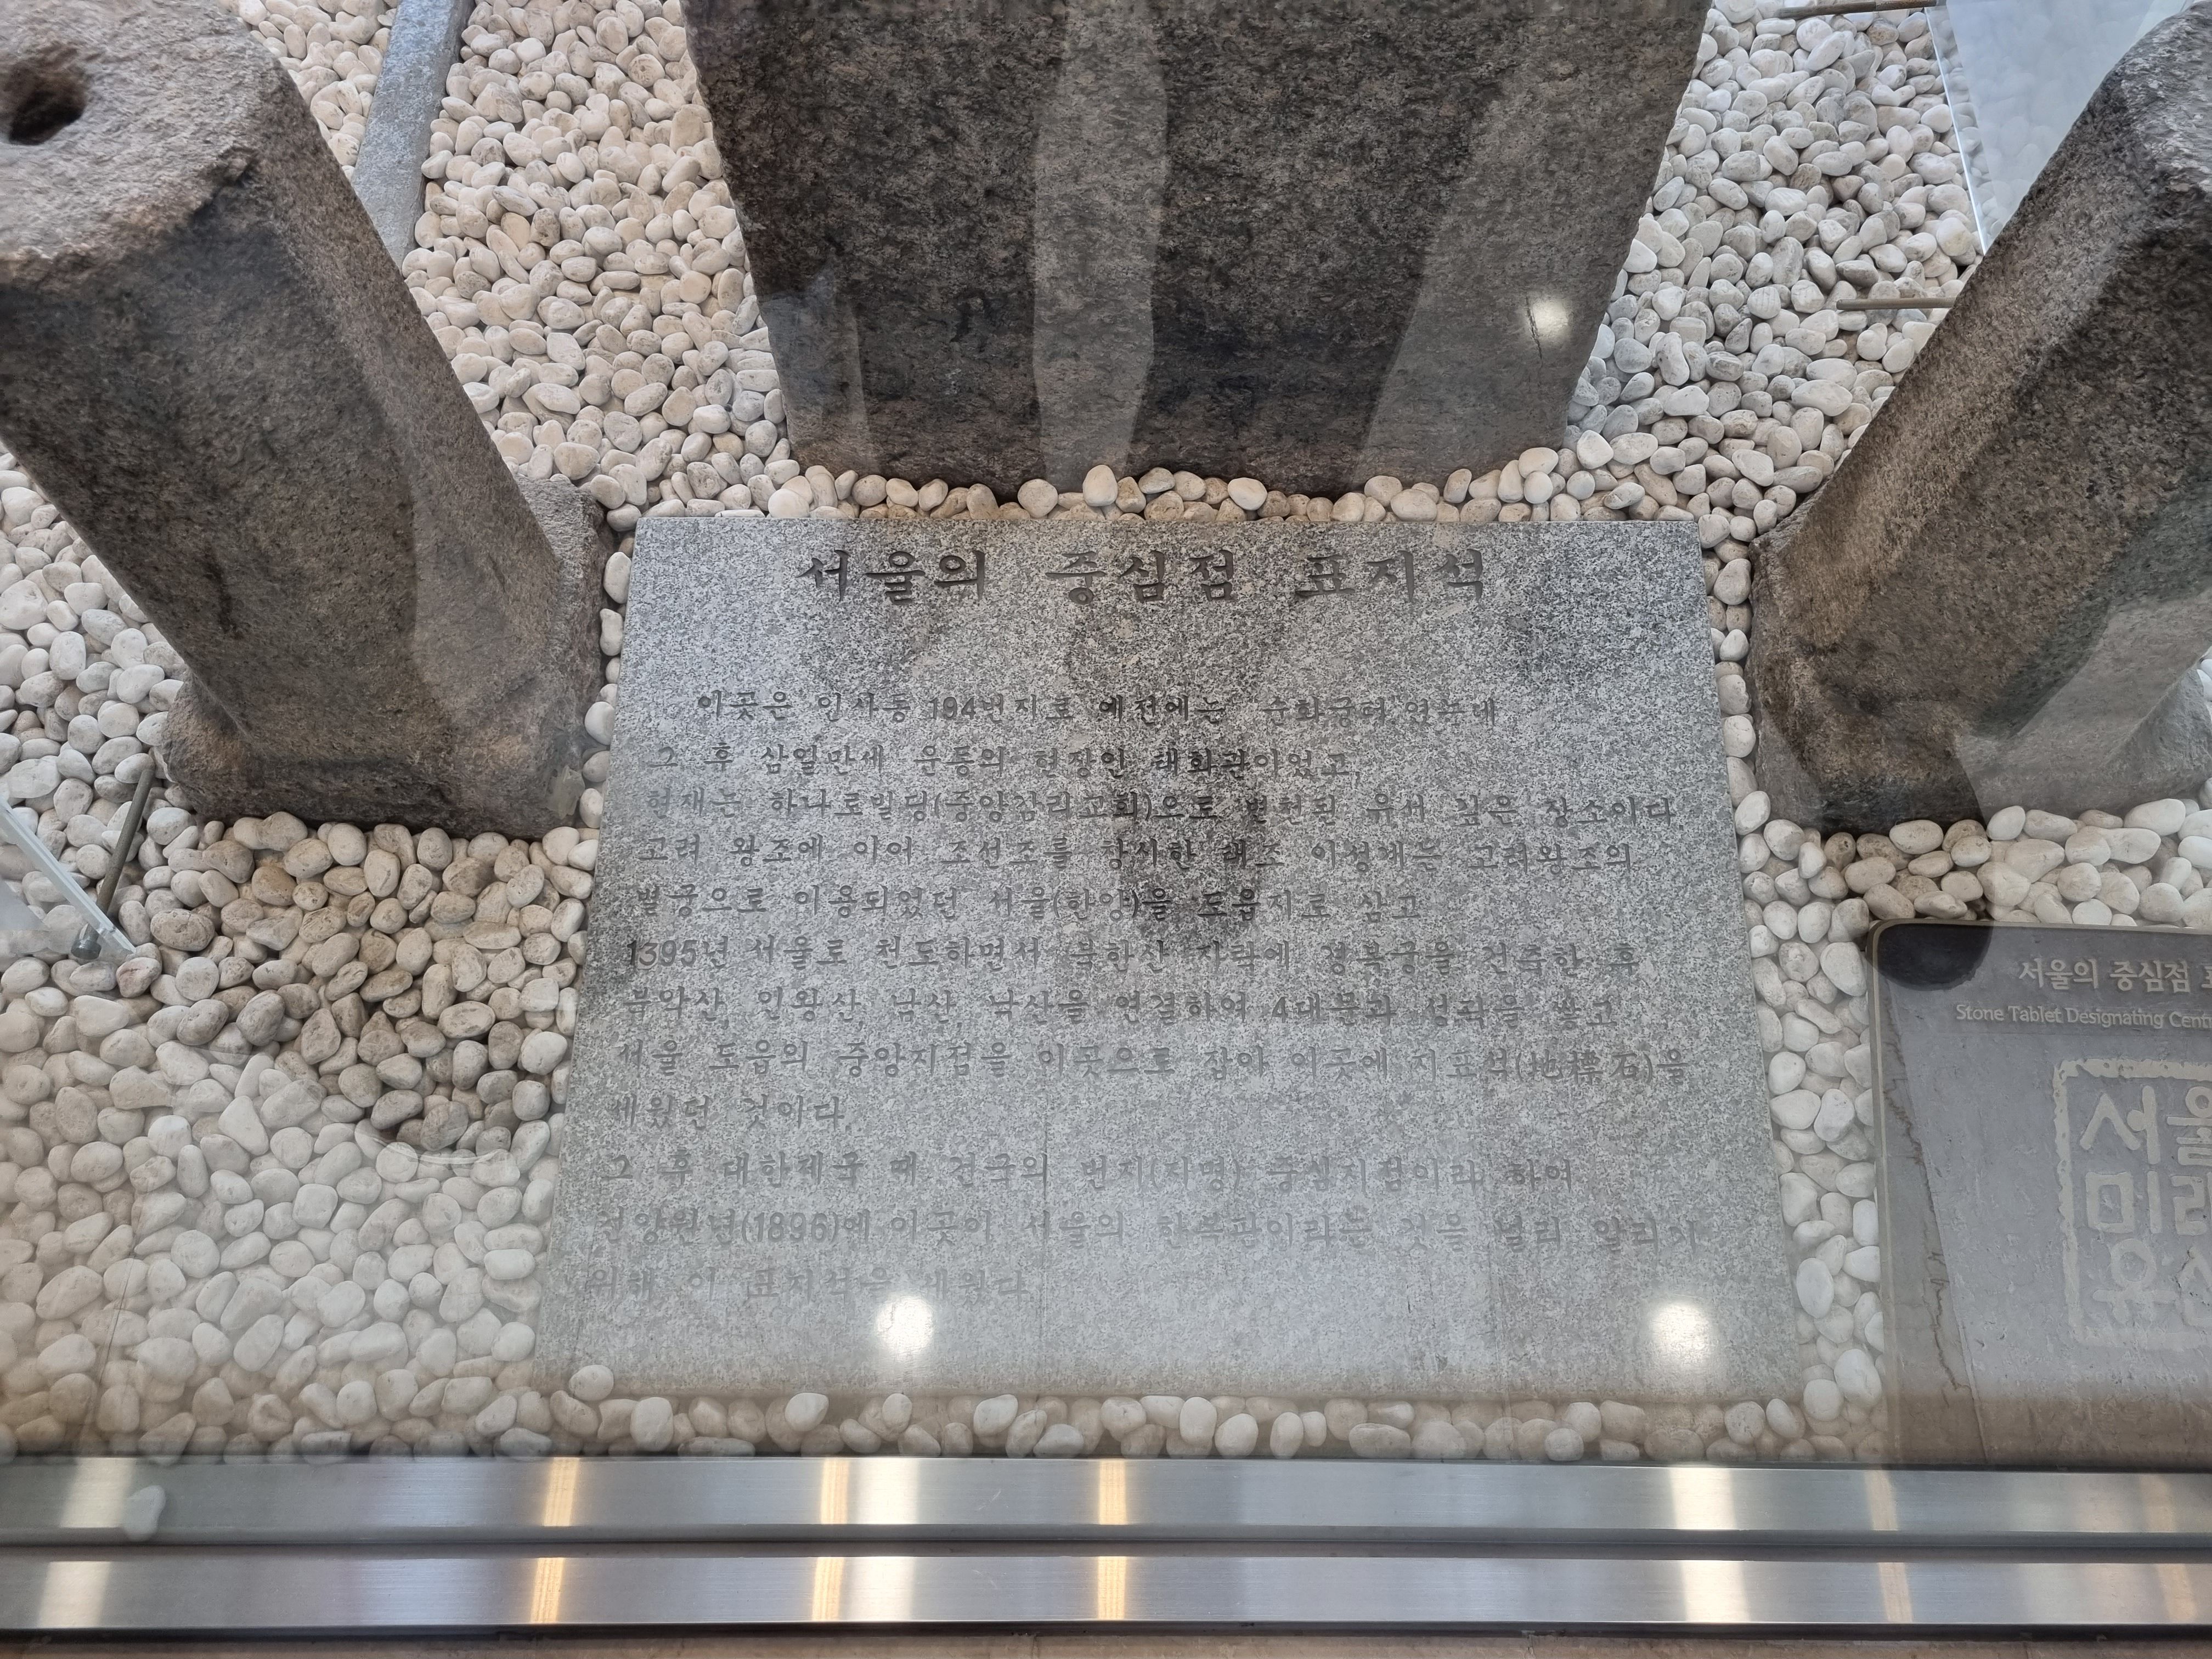 서울의 중심점 표지석
이곳은 인사동 194번지로 예전에는 순화궁터였는데
그 후 삼일만세 운동의 현장인 태화관이었고,
현재는 하나로빌딩(중앙감리교회)으로 변천된 유서 깊은 장소이다
고려 왕조에 이어 조선조를 창시한 태조 이성계는 고려왕조의
별궁으로 이용되었던 서울(한양)을 도읍지로 삼고
1395년 서울로 천도하면서 북한산 자락에 경복궁을 건축한 후
북악산, 인왕산, 남산, 낙산을 연결하여 4대문과 성곽을 쌓고
서울 도읍의 중앙지점을 이곳으로 잡아 이곳에 지표석(地標石)을
세웠던 것이다.
그 후 대한제국 때 전국의 번지(지명) 중심지점이라 하여
건양원년(1896)에 이곳이 서울의 한복판이라는 것을 널리 알리기
위해 이 표지석을 세웠다
서울의 중심점
Stone Tablet Designating
서울
미래
유산